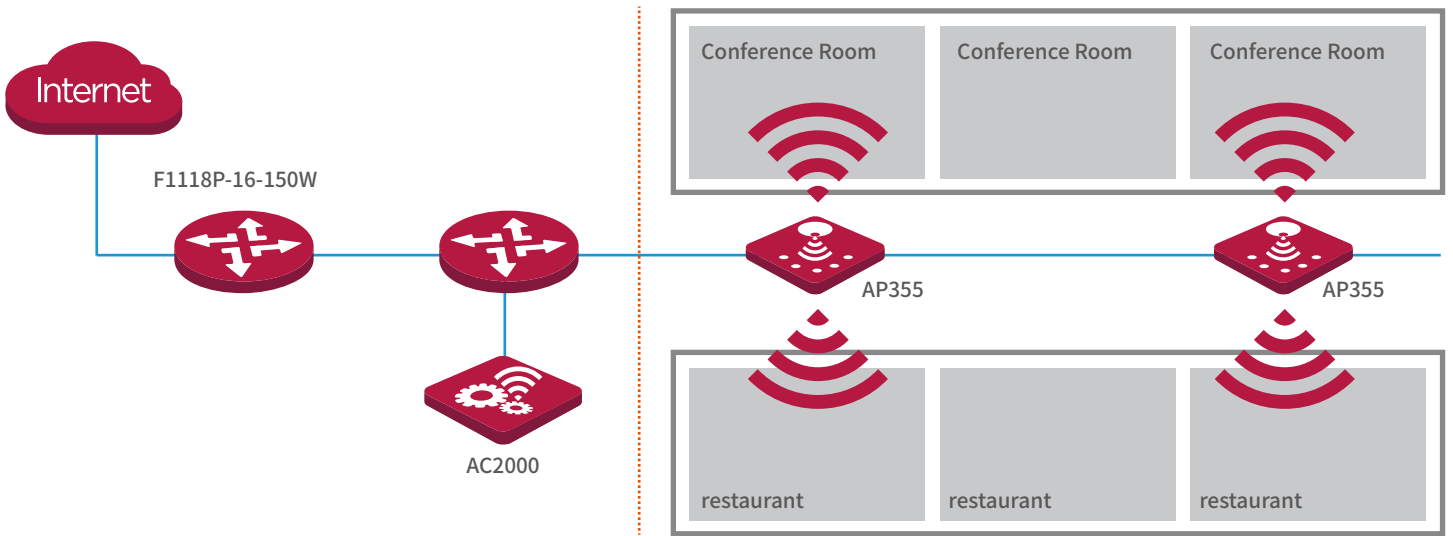 Internet
F1118P-16-150W
AC2000
Conference Room
Conference Room
Conference Room
AP355
AP355
restaurant
restaurant
restaurant